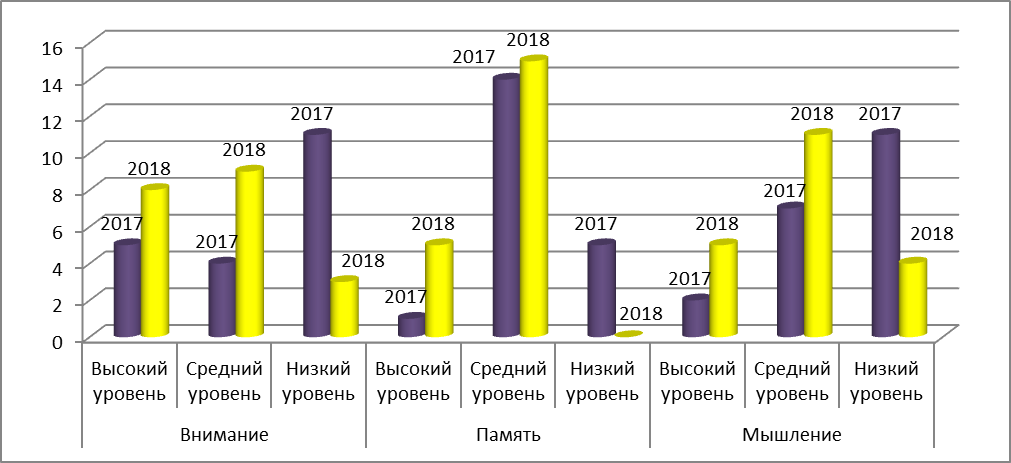 16
14
12
10
8
6
4
2
0
2017
2018
2017
2018
2017
2018
2017
2018
2017
2018
2017
2018
2017
2018
2017
2018
2017
2018
Высокий
уровень
Средний
уровень
Низкий
уровень
Высокий
уровень
Средний
уровень
Низкий
уровень
Высокий
уровень
Средний
уровень
Низкий
уровень
Внимание
Память
Мышление